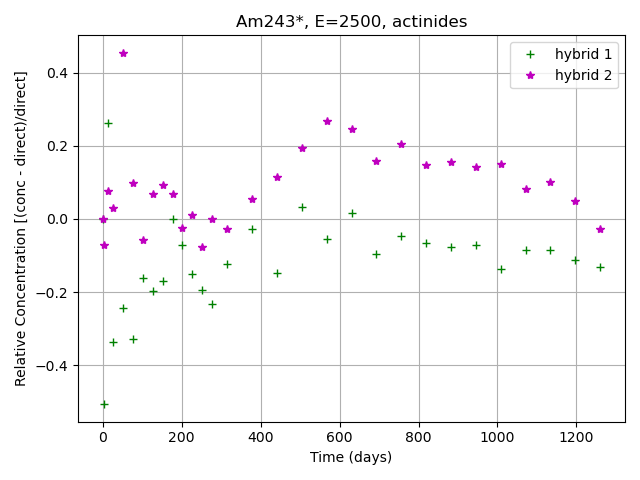 Am243*, E=2500, actinides
hybrid 1
hybrid 2
Relative Concentration [(conc - direct)/direct]
0.4
0.2
0.0
−0.2
−0.4
0
200
400
600
800
1000
1200
Time (days)